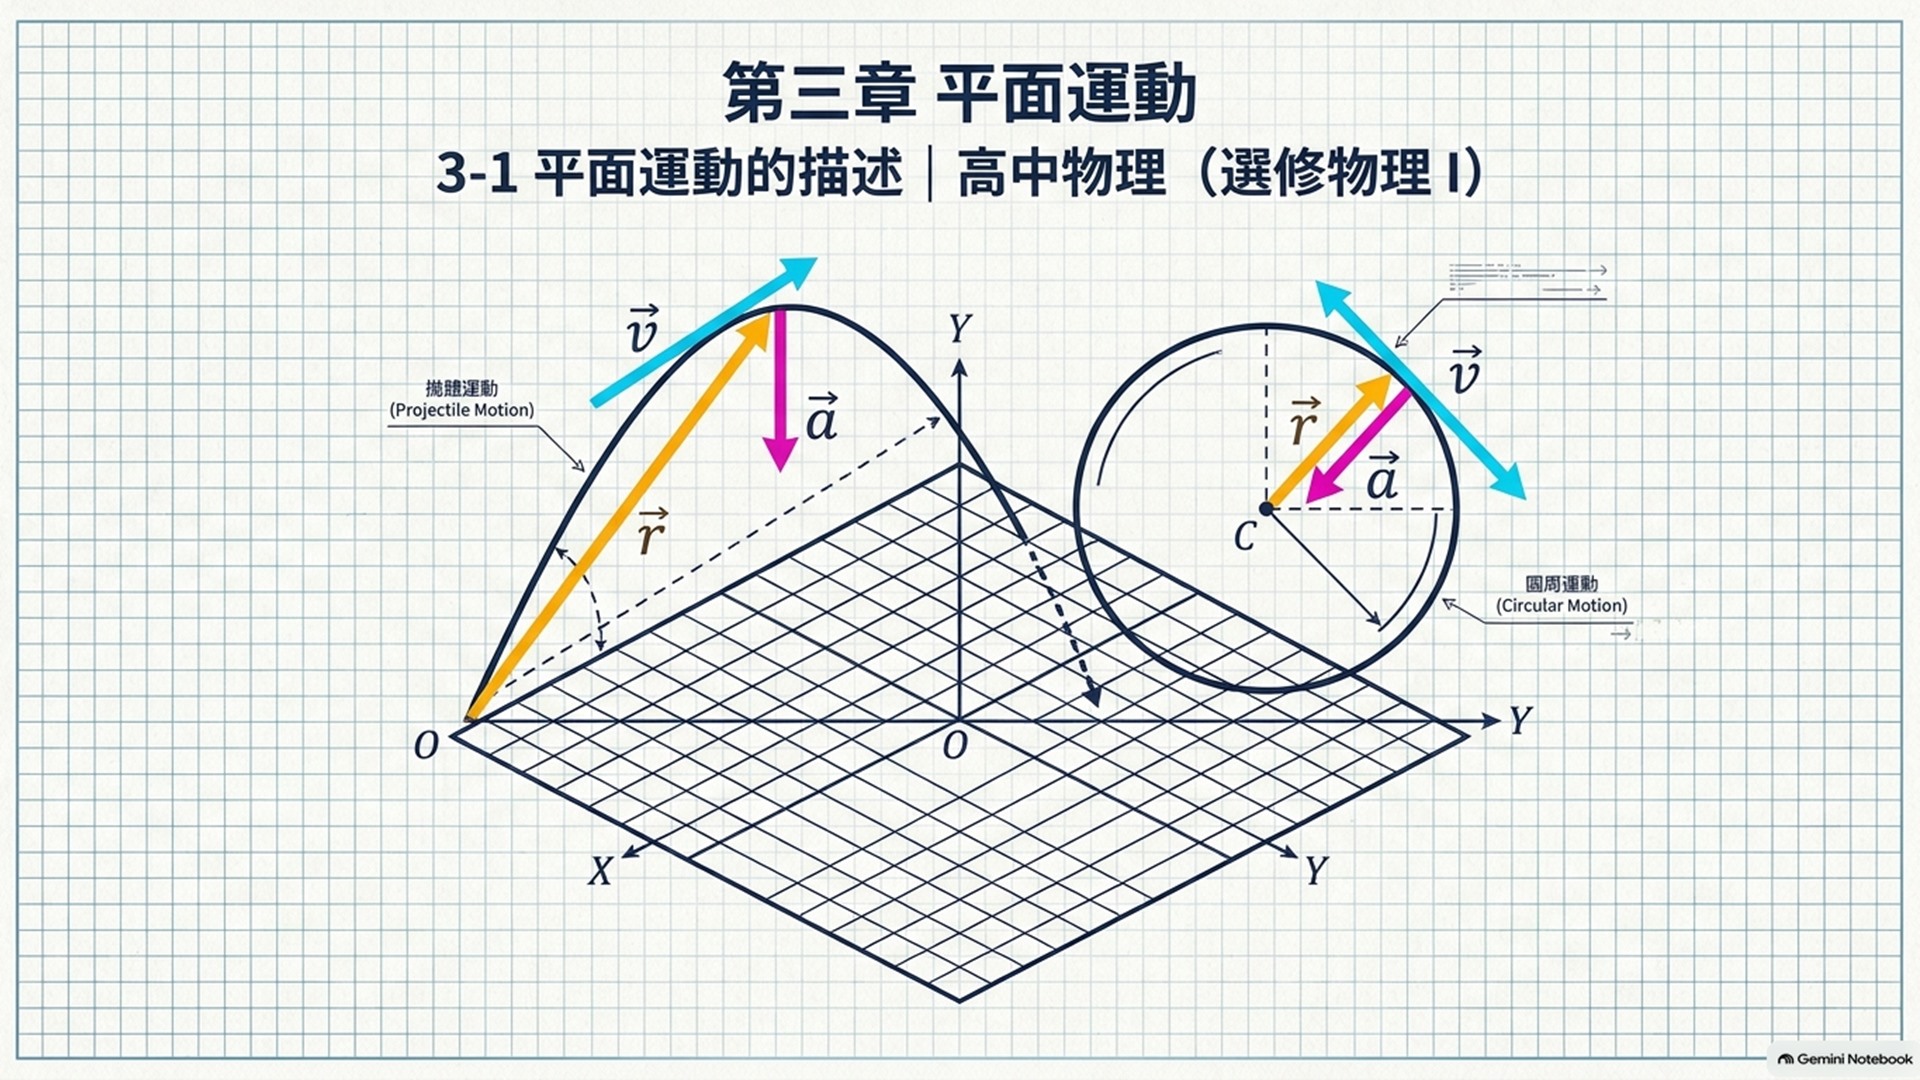 第三章 平面運動
3-1 平面運動的描述｜高中物理（選修物理 I）
v
Y
v
拋體運動
(Projectile Motion)
a
r
a
r
C
圓周運動
(Circular Motion)
O
O
Y
X
Y
Gemini Notebook